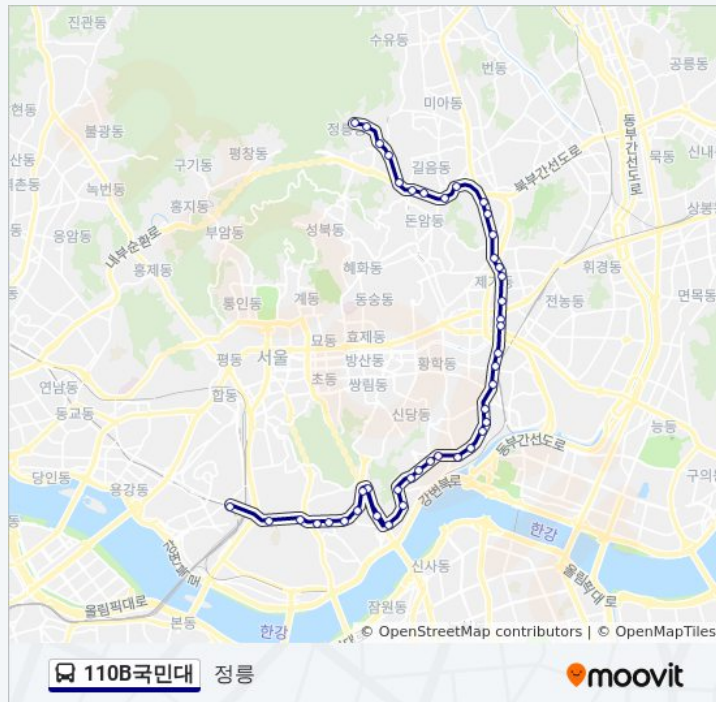 진관동
수유동
번동
공릉동
미아동
불광동
정릉동
구기동
평창동
길음동
북부간선도로
동부간선도로
묵동
신내
녹번동
홍지동
응암동
부암동
성북동
돈암동
상봉
내부순환로
홍제동
혜화동
제기
휘경동
통인동
계동
동숭동
전농동
면목동
묘동
효제동
평동
서울
방산동
황학동
연남동
합동
초동
쌍림동
동교동
신당동
능동
동부간선도로
당인동
용강동
강변북로
구의
한강
신사동
올림픽대로
잠원동
올림픽대로
본동
한강
© OpenStreetMap contributors | © OpenMapTiles
110B국민대 정릉
moovit